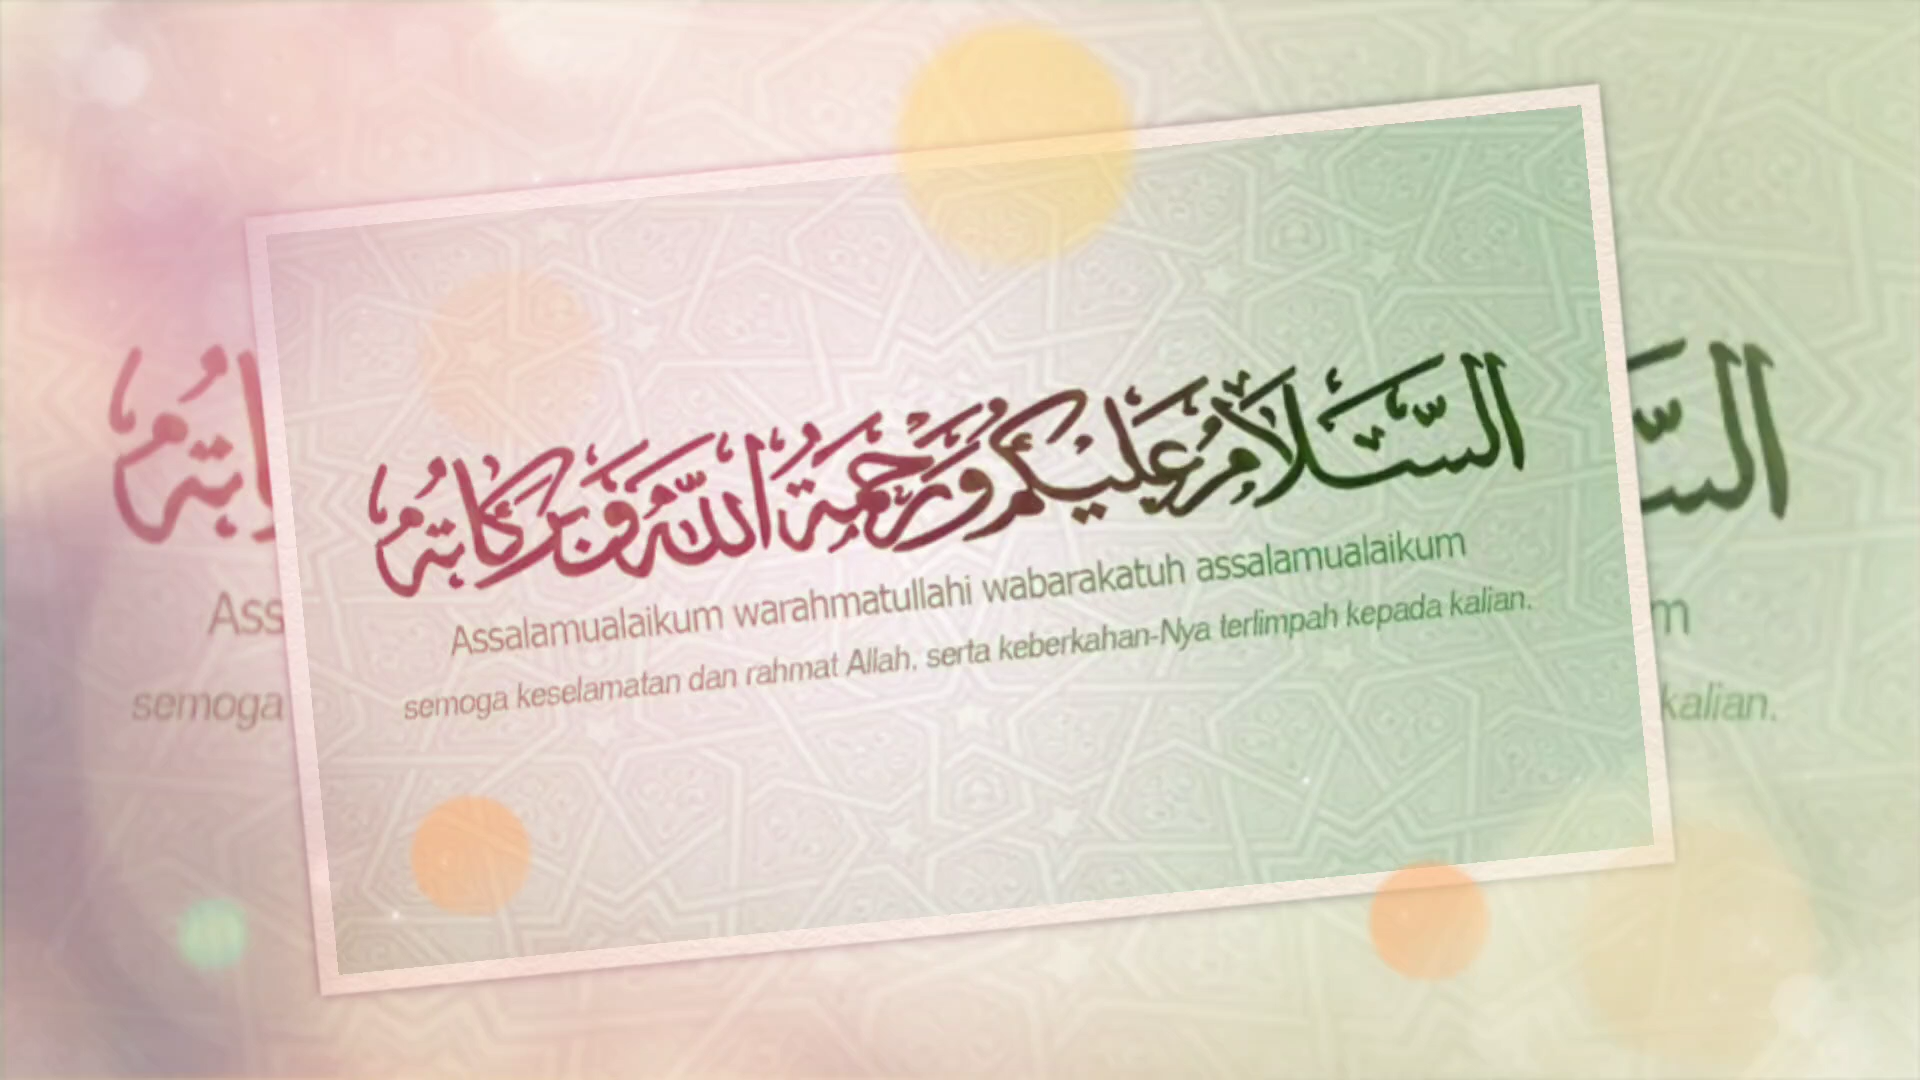 السَّلَامُ عَلَيْكُمْ وَرَحْمَةُ اللهِ وَبَرَكَاتُهُ
Assalamualaikum warahmatullahi wabarakatuh assalamualaikum
semoga keselamatan dan rahmat Allah, serta keberkahan-Nya terlimpah kepada kalian.